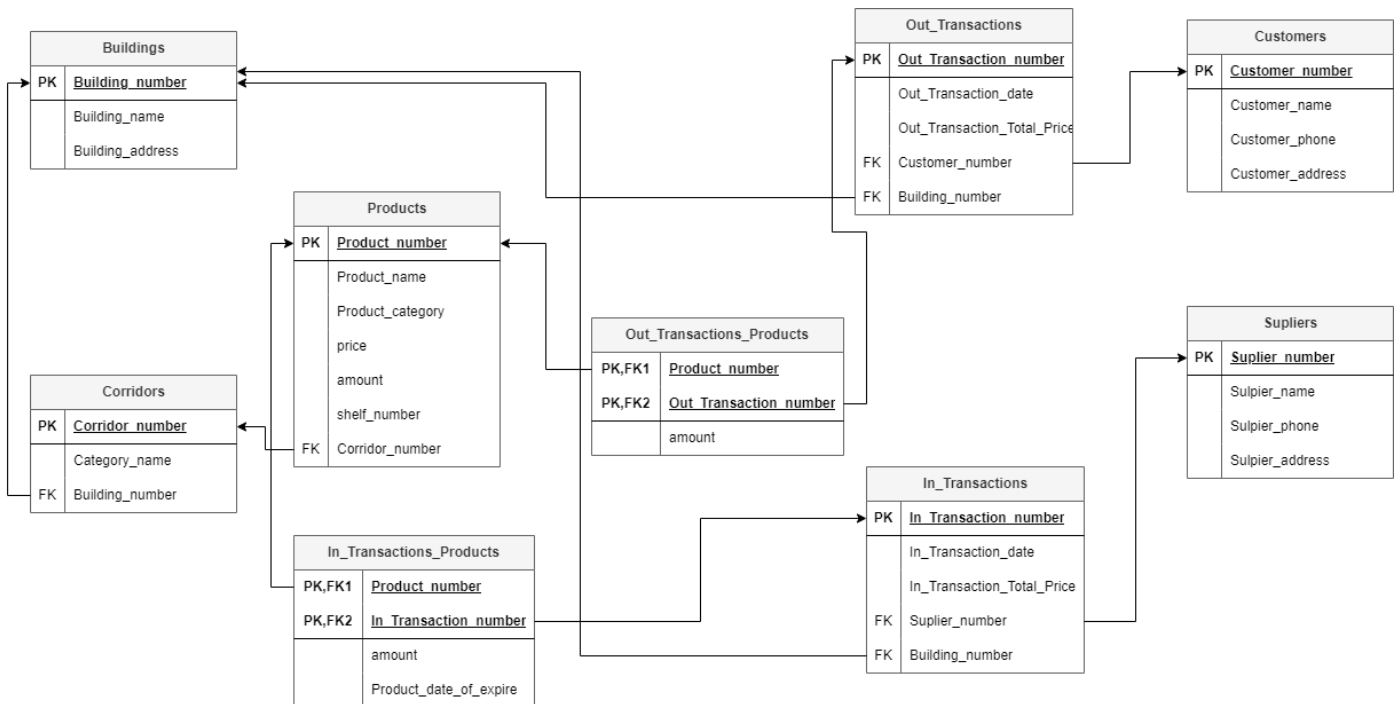 Buildings
PK Building_number
Building_name
Building_address
Out_Transactions
PK Out_Transaction_number
Out_Transaction_date
Out_Transaction_Total_Price
FK Customer_number
FK Building_number
Customers
PK Customer_number
Customer_name
Customer_phone
Customer_address
Products
PK Product_number
Product_name
Product_category
price
amount
shelf_number
FK Corridor_number
Out_Transactions_Products
PK,FK1 Product_number
PK,FK2 Out_Transaction_number
amount
Supliers
PK Suplier_number
Sulpier_name
Sulpier_phone
Sulpier_address
Corridors
PK Corridor_number
Category_name
FK Building_number
In_Transactions
PK In_Transaction_number
In_Transaction_date
In_Transaction_Total_Price
FK Suplier_number
FK Building_number
In_Transactions_Products
PK,FK1 Product_number
PK,FK2 In_Transaction_number
amount
Product_date_of_expire